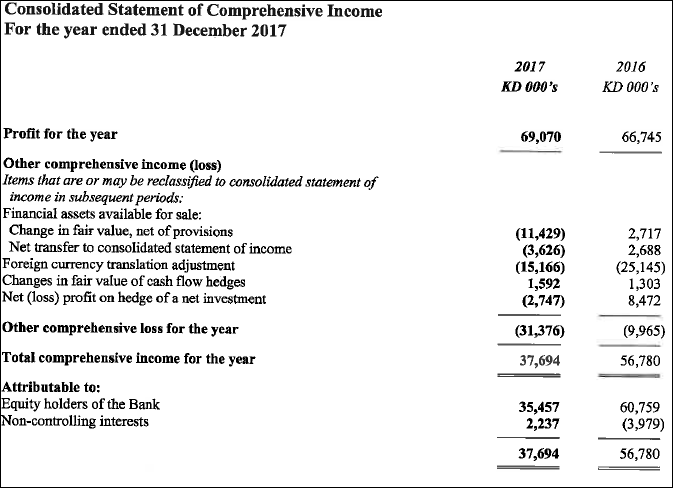 Consolidated Statement of Comprehensive Income
For the year ended 31 December 2017
2017 2016
KD 000's KD 000's
Profit for the year 69,070 66,745
Other comprehensive income (loss)
Items that are or may be reclassified to consolidated statement of
income in subsequent periods:
Financial assets available for sale:
Change in fair value, net of provisions (11,429) 2,717
Net transfer to consolidated statement of income (3,626) 2,688
Foreign currency translation adjustment (15,166) (25,145)
Changes in fair value of cash flow hedges 1,592 1,303
Net (loss) profit on hedge of a net investment (2,747) 8,472
Other comprehensive loss for the year (31,376) (9,965)
Total comprehensive income for the year 37,694 56,780
Attributable to:
Equity holders of the Bank 35,457 60,759
Non-controlling interests 2,237 (3,979)
37,694 56,780